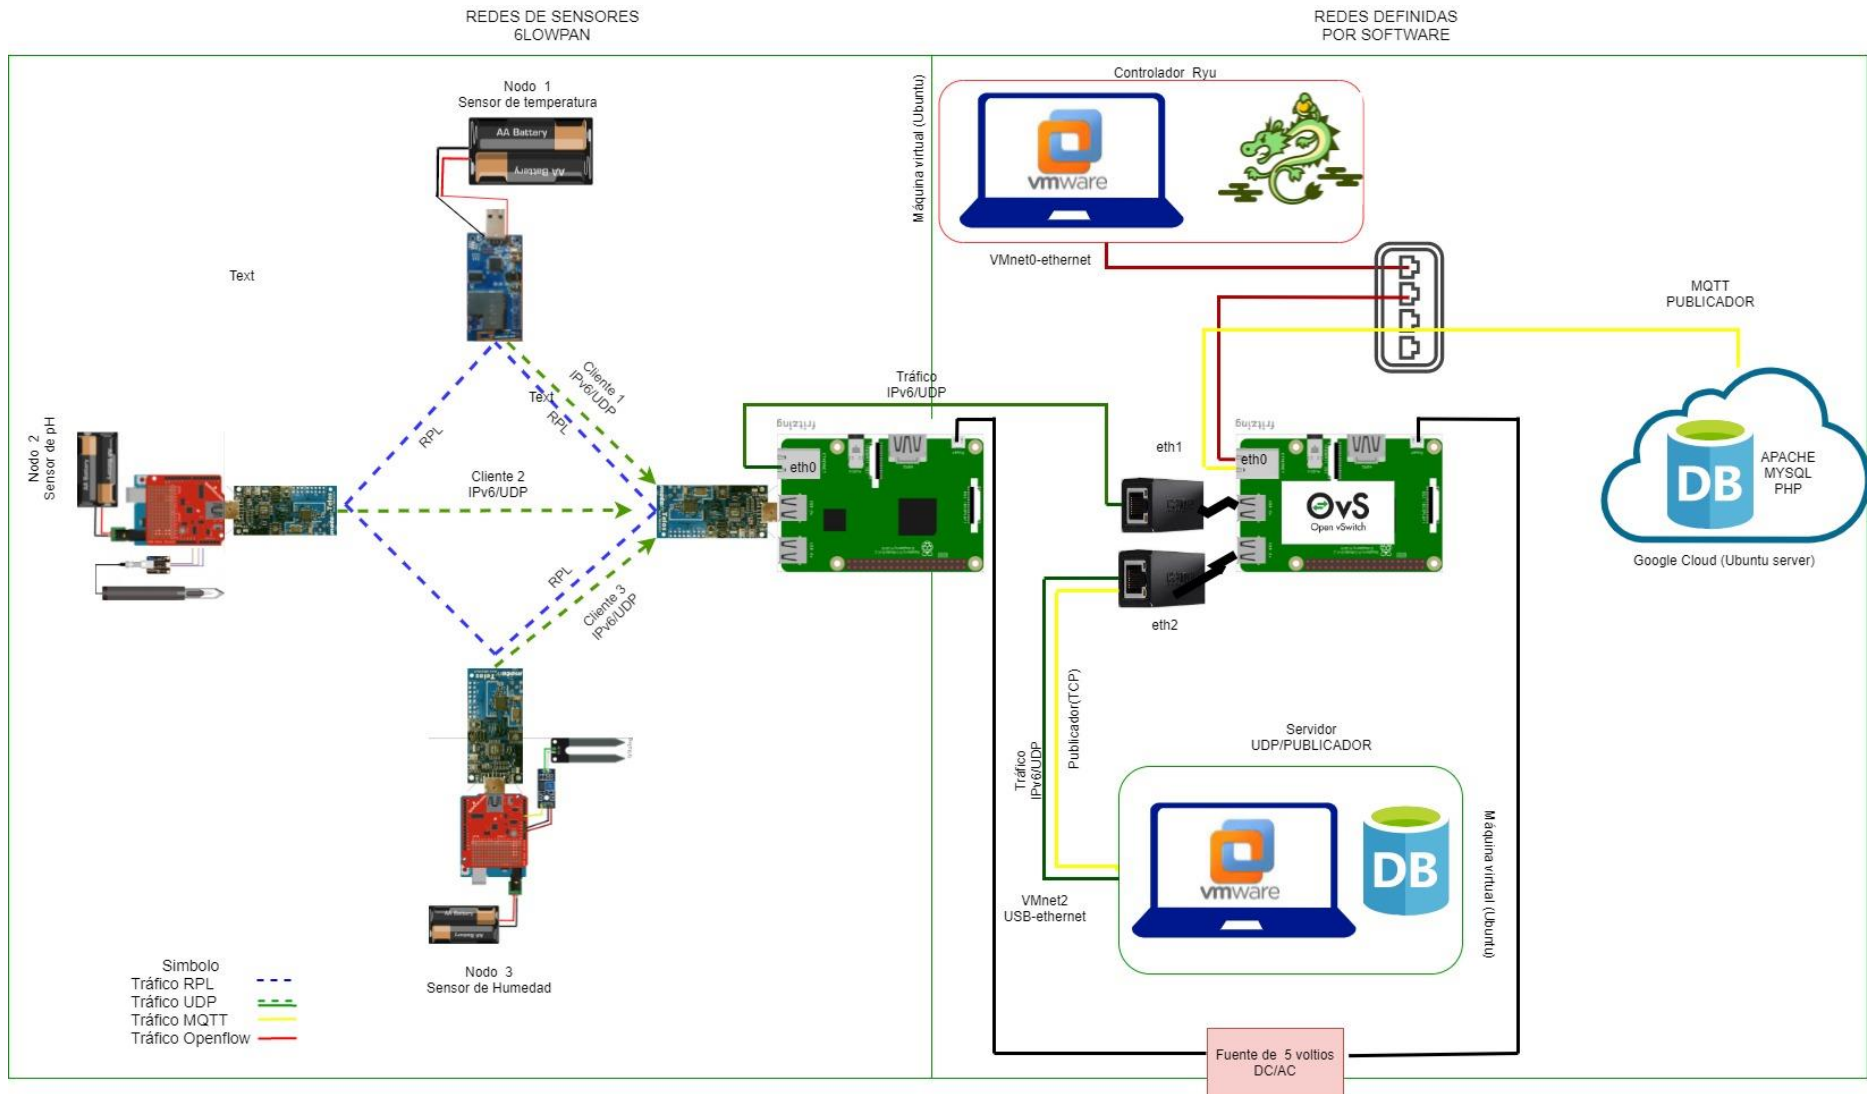 REDES DE SENSORES
6LOWPAN
REDES DEFINIDAS
POR SOFTWARE
Nodo 1
Sensor de temperatura
AA Battery
AA Battery
Text
Nodo 2
Sensor de pH
RPL
Cliente 1
IPv6/UDP
Text
RPL
Cliente 2
IPv6/UDP
RPL
Cliente 3
IPv6/UDP
Nodo 3
Sensor de Humedad
Simbolo
Tráfico RPL
Tráfico UDP
Tráfico MQTT
Tráfico Openflow
Máquina virtual (Ubuntu)
Controlador Ryu
vmware
VMnet0-ethernet
MQTT
PUBLICADOR
Tráfico
IPv6/UDP
fritzing
eth0
eth1
fritzing
eth0
OvS
Open vSwitch
eth2
DB
APACHE
MYSQL
PHP
Google Cloud (Ubuntu server)
Tráfico
IPv6/UDP
Publicador(TCP)
Servidor
UDP/PUBLICADOR
vmware
DB
Máquina virtual (Ubuntu)
VMnet2
USB-ethernet
Fuente de 5 voltios
DC/AC